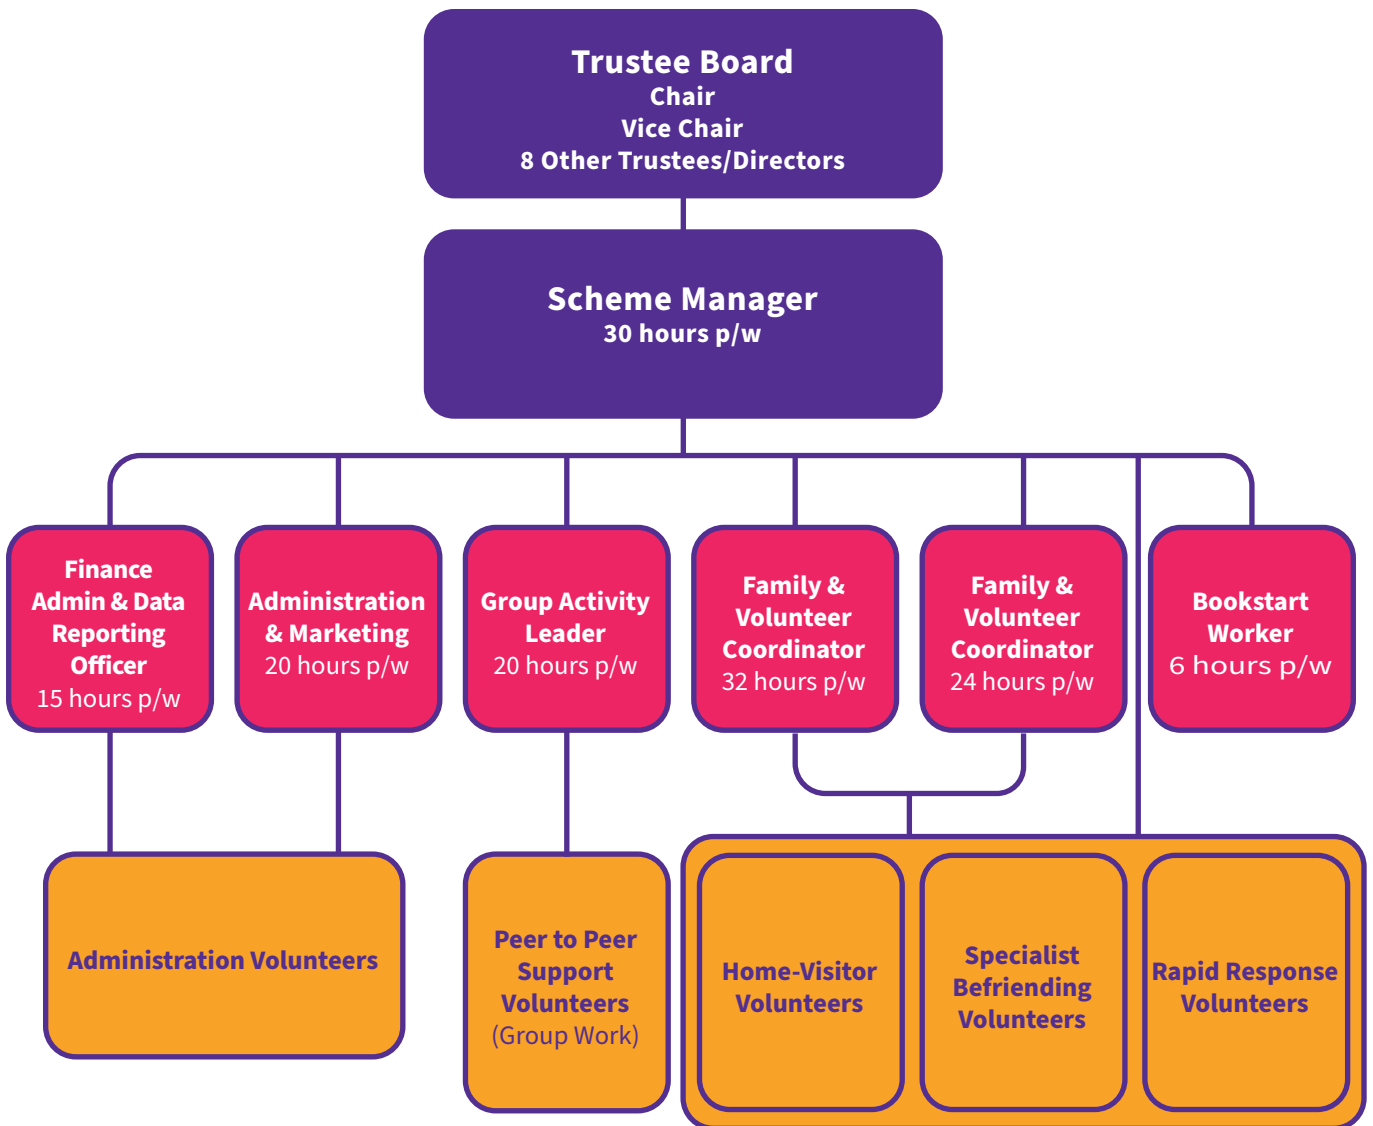 Trustee Board
Chair
Vice Chair
8 Other Trustees/Directors
Scheme Manager
30 hours p/w
Finance
Admin & Data
Reporting
Officer
15 hours p/w
Administration
& Marketing
20 hours p/w
Group Activity
Leader
20 hours p/w
Family &
Volunteer
Coordinator
32 hours p/w
Family &
Volunteer
Coordinator
24 hours p/w
Bookstart
Worker
6 hours p/w
Administration Volunteers
Peer to Peer
Support
Volunteers
(Group Work)
Home-Visitor
Volunteers
Specialist
Befriending
Volunteers
Rapid Response
Volunteers